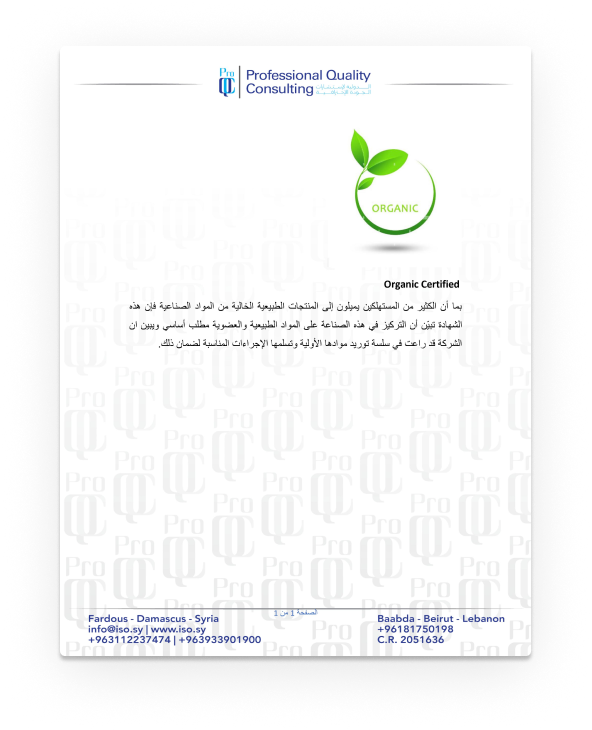 Pro QC
Professional Quality
Consulting
ORGANIC
Organic Certified
بما أن الكثير من المستهلكين يميلون إلى المنتجات الطبيعية الخالية من المواد الصناعية فإن هذه
الشهادة تبيّن أن التركيز في هذه الصناعة على المواد الطبيعية والعضوية مطلب أساسي ويبين ان
الشركة قد راعت في سلسة توريد موادها الأولية وتسلمها الإجراءات المناسبة لضمان ذلك.
الصفحة 1 من 1
Fardous - Damascus - Syria
info@iso.sy | www.iso.sy
+963112237474 | +963933901900
Baabda - Beirut - Lebanon
+96181750198
C.R. 2051636